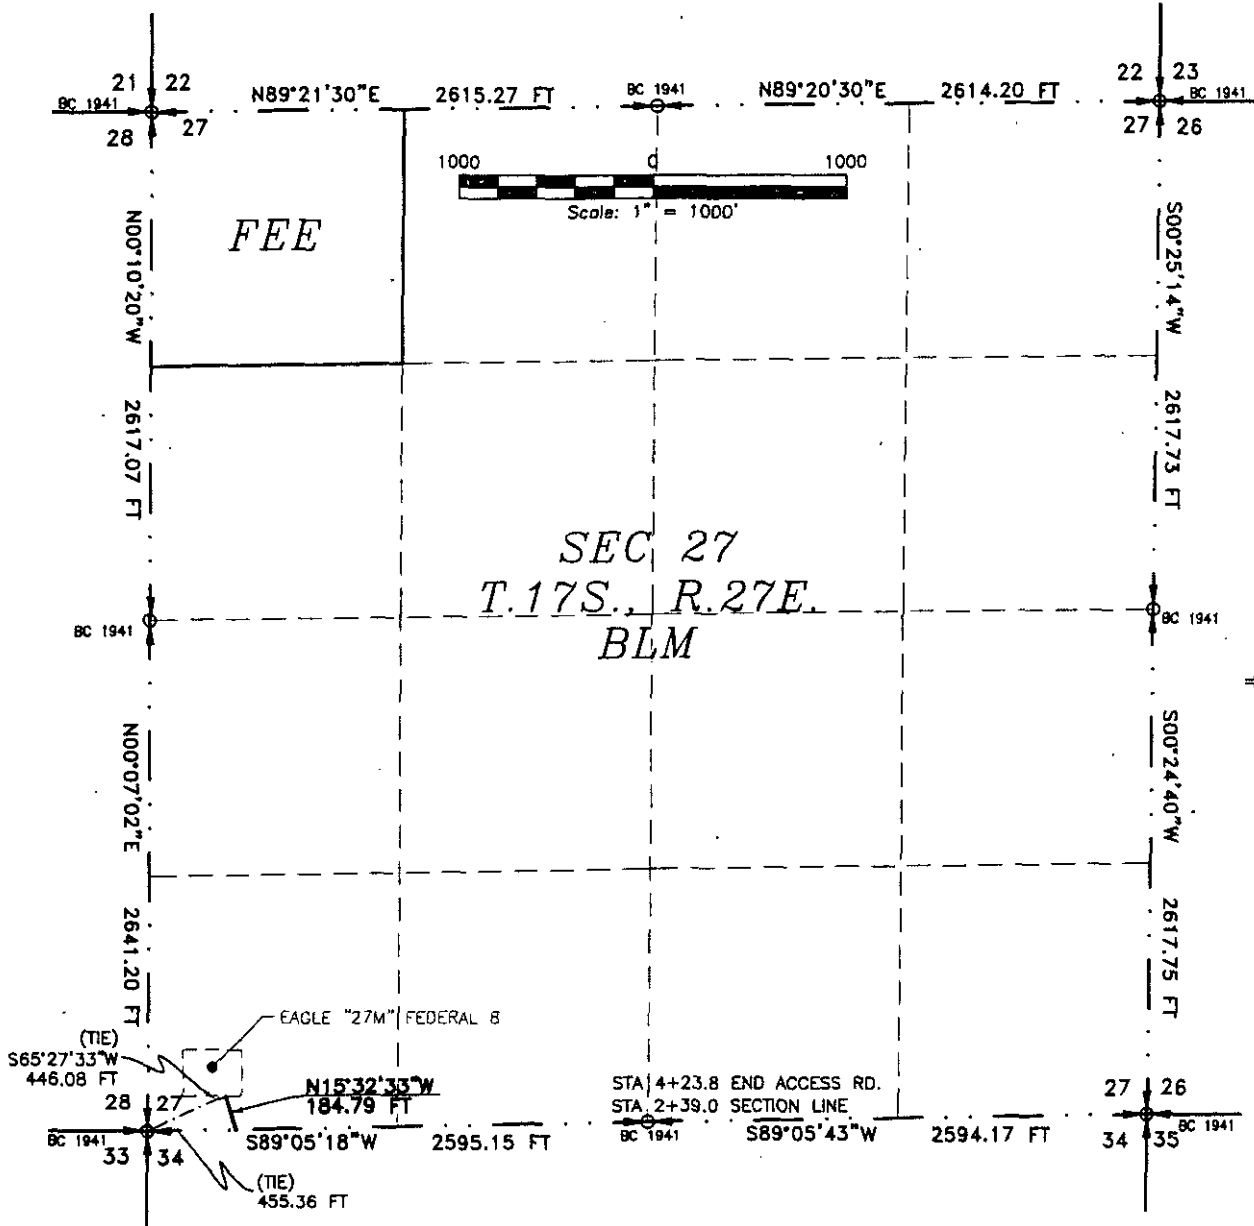 21 22
22 23
BC 1941
N89°21'30"E 2615.27 FT
BC 1941
N89°20'30"E 2614.20 FT
BC 1941
28 27
27 26
1000 0 1000
Scale: 1" = 1000'
FEE
N00°10'20"W
S00°25'14"W
2617.07 FT
2617.73 FT
SEC 27
T.17S., R.27E.
BLM
BC 1941
BC 1941
N00°07'02"E
S00°24'40"W
2641.20 FT
2617.75 FT
EAGLE "27M" FEDERAL 8
(TIE)
S65°27'33"W
446.08 FT
N15°32'33"W
184.79 FT
STA 4+23.8 END ACCESS RD.
STA 2+39.0 SECTION LINE
28 27
27 26
BC 1941
S89°05'18"W 2595.15 FT
BC 1941
S89°05'43"W 2594.17 FT
BC 1941
33 34
34 35
(TIE)
455.36 FT